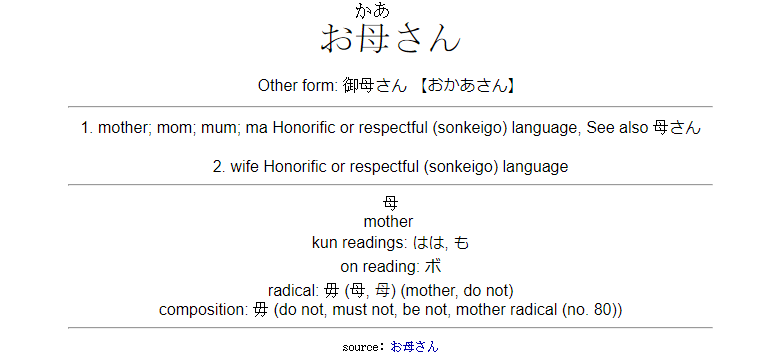 かあ
お母さん
Other form: 御母さん 【おかあさん】
1. mother; mom; mum; ma Honorific or respectful (sonkeigo) language, See also 母さん
2. wife Honorific or respectful (sonkeigo) language
母
mother
kun readings: はは, も
on reading: ボ
radical: 毋 (母, 母) (mother, do not)
composition: 毋 (do not, must not, be not, mother radical (no. 80))
source: お母さん